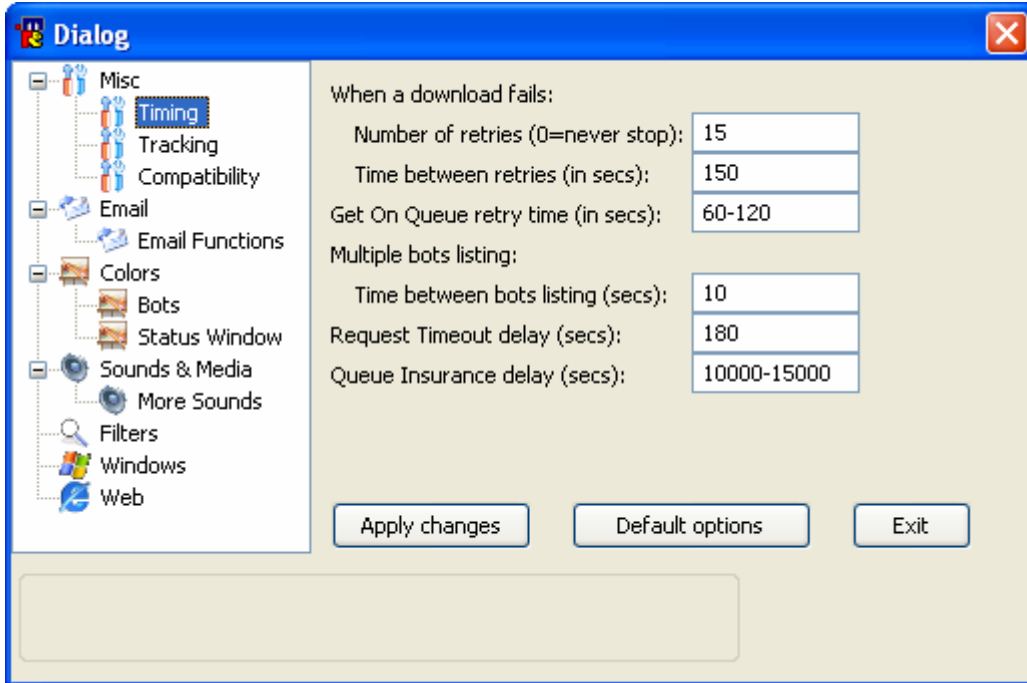 Dialog
Misc
Timing
Tracking
Compatibility
Email
Email Functions
Colors
Bots
Status Window
Sounds & Media
More Sounds
Filters
Windows
Web
When a download fails:
Number of retries (0=never stop): 15
Time between retries (in secs): 150
Get On Queue retry time (in secs): 60-120
Multiple bots listing:
Time between bots listing (secs): 10
Request Timeout delay (secs): 180
Queue Insurance delay (secs): 10000-15000
Apply changes Default options Exit